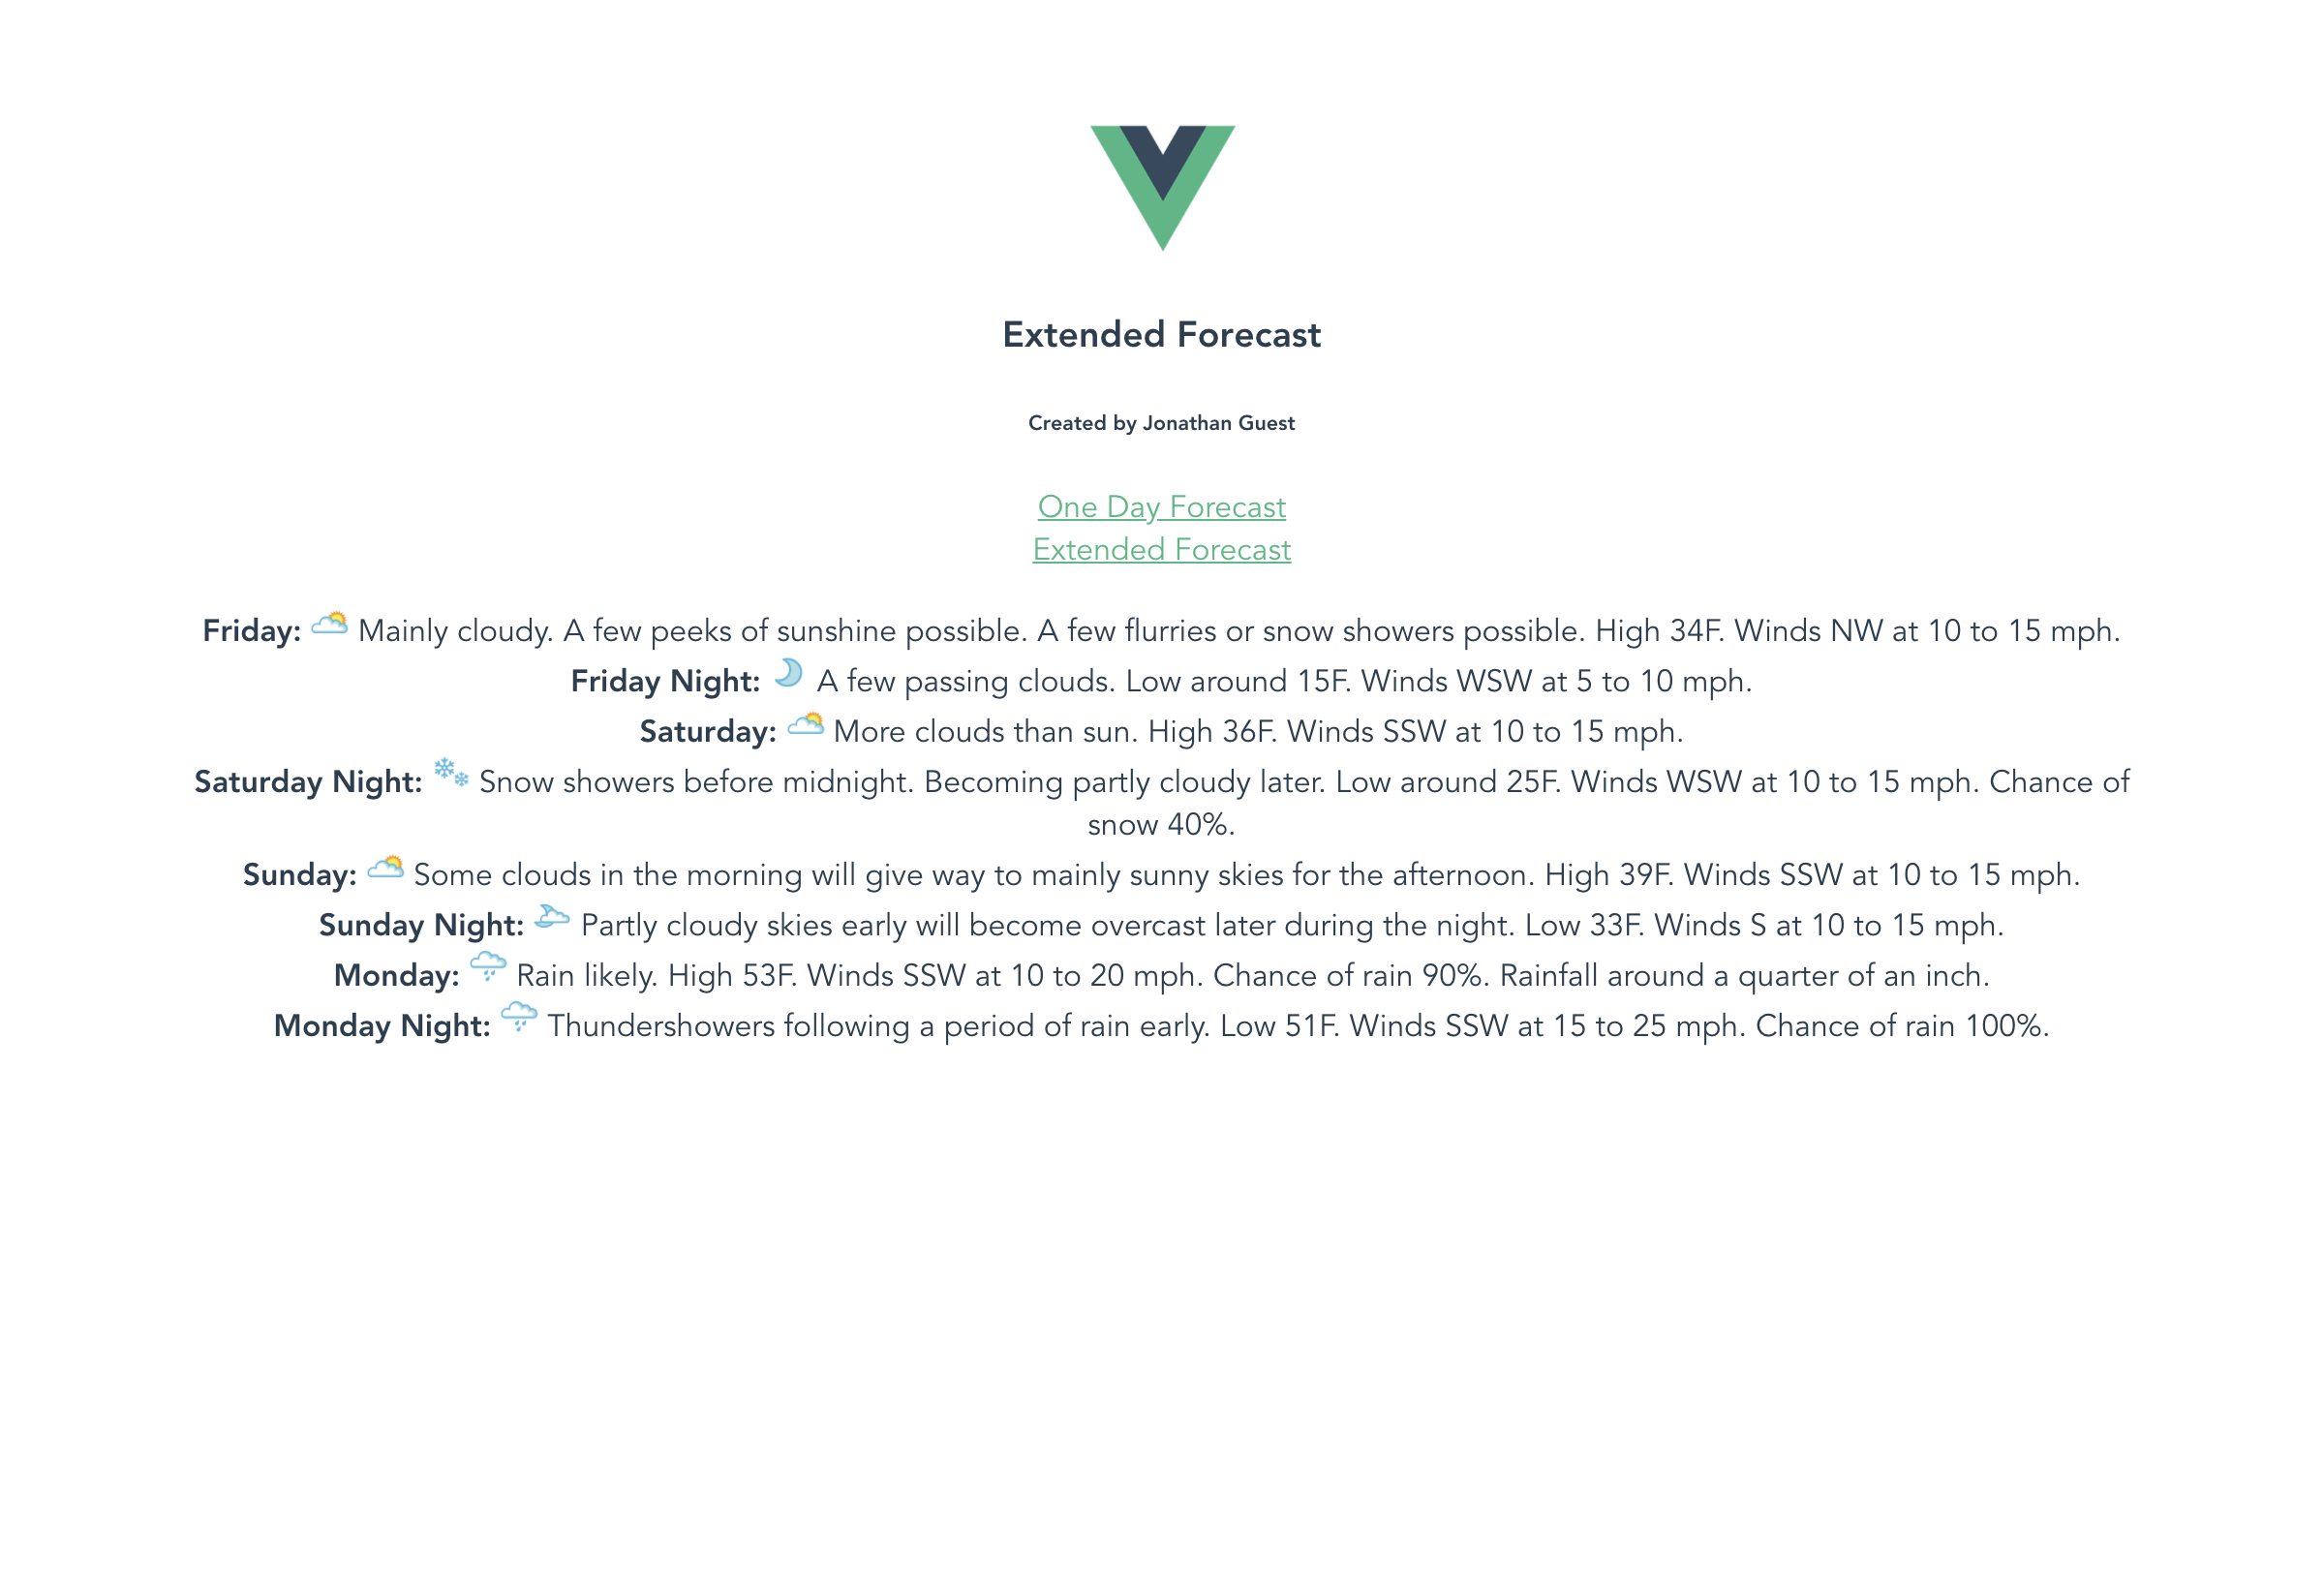 Extended Forecast
Created by Jonathan Guest
One Day Forecast
Extended Forecast
Friday: Mainly cloudy. A few peeks of sunshine possible. A few flurries or snow showers possible. High 34F. Winds NW at 10 to 15 mph.
Friday Night: A few passing clouds. Low around 15F. Winds WSW at 5 to 10 mph.
Saturday: More clouds than sun. High 36F. Winds SSW at 10 to 15 mph.
Saturday Night: Snow showers before midnight. Becoming partly cloudy later. Low around 25F. Winds WSW at 10 to 15 mph. Chance of
snow 40%.
Sunday: Some clouds in the morning will give way to mainly sunny skies for the afternoon. High 39F. Winds SSW at 10 to 15 mph.
Sunday Night: Partly cloudy skies early will become overcast later during the night. Low 33F. Winds S at 10 to 15 mph.
Monday: Rain likely. High 53F. Winds SSW at 10 to 20 mph. Chance of rain 90%. Rainfall around a quarter of an inch.
Monday Night: Thundershowers following a period of rain early. Low 51F. Winds SSW at 15 to 25 mph. Chance of rain 100%.